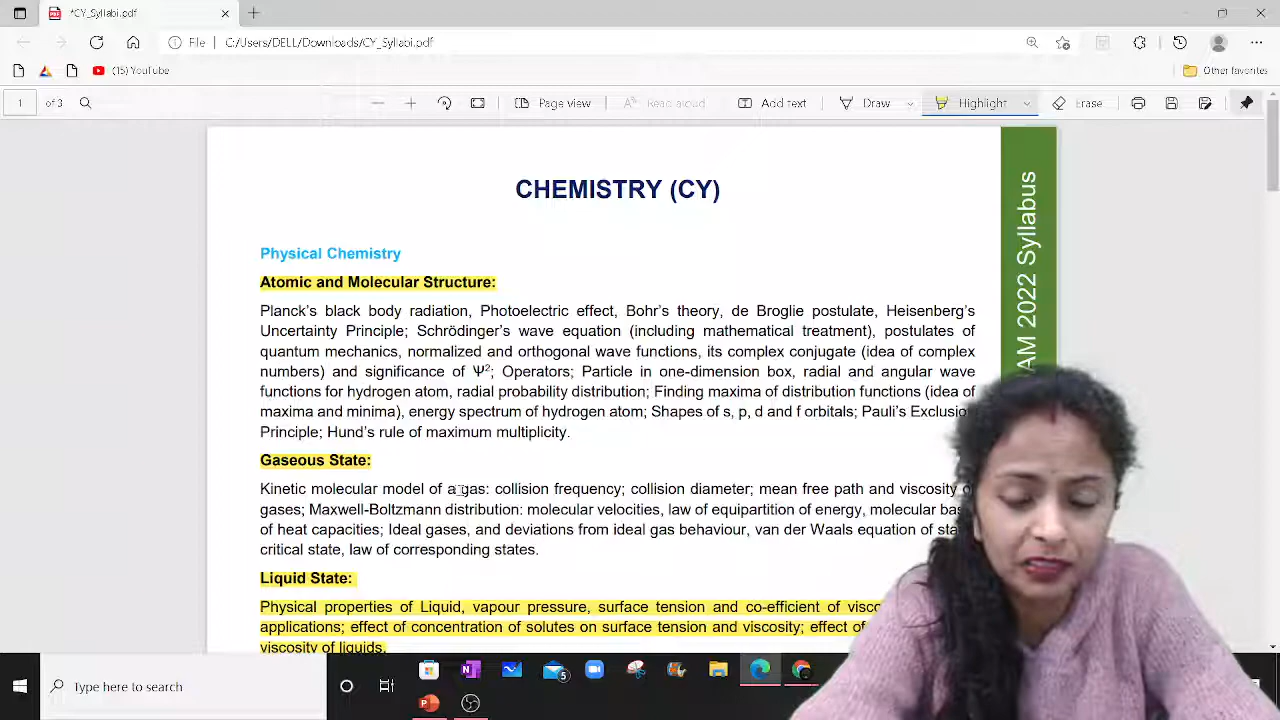 *CY_Syllabi.pdf
File
C:/Users/DELL/Downloads/CY_Syllabi.pdf
(15) YouTube
Other favorites
1 of 3
Page view
Read aloud
Add text
Draw
Highlight
Erase
CHEMISTRY (CY)
AM 2022 Syllabus
Physical Chemistry
Atomic and Molecular Structure:
Planck's black body radiation, Photoelectric effect, Bohr's theory, de Broglie postulate, Heisenberg's
Uncertainty Principle; Schrödinger's wave equation (including mathematical treatment), postulates of
quantum mechanics, normalized and orthogonal wave functions, its complex conjugate (idea of complex
numbers) and significance of Ψ²; Operators; Particle in one-dimension box, radial and angular wave
functions for hydrogen atom, radial probability distribution; Finding maxima of distribution functions (idea of
maxima and minima), energy spectrum of hydrogen atom; Shapes of s, p, d and f orbitals; Pauli's Exclusion
Principle; Hund's rule of maximum multiplicity.
Gaseous State:
Kinetic molecular model of a gas: collision frequency; collision diameter; mean free path and viscosity
gases; Maxwell-Boltzmann distribution: molecular velocities, law of equipartition of energy, molecular
of heat capacities; Ideal gases, and deviations from ideal gas behaviour, van der Waals equation of
critical state, law of corresponding states.
Liquid State:
Physical properties of Liquid, vapour pressure, surface tension and co-efficient of
applications; effect of concentration of solutes on surface tension and viscosity; effect of
viscosity of liquids.
Type here to search
5